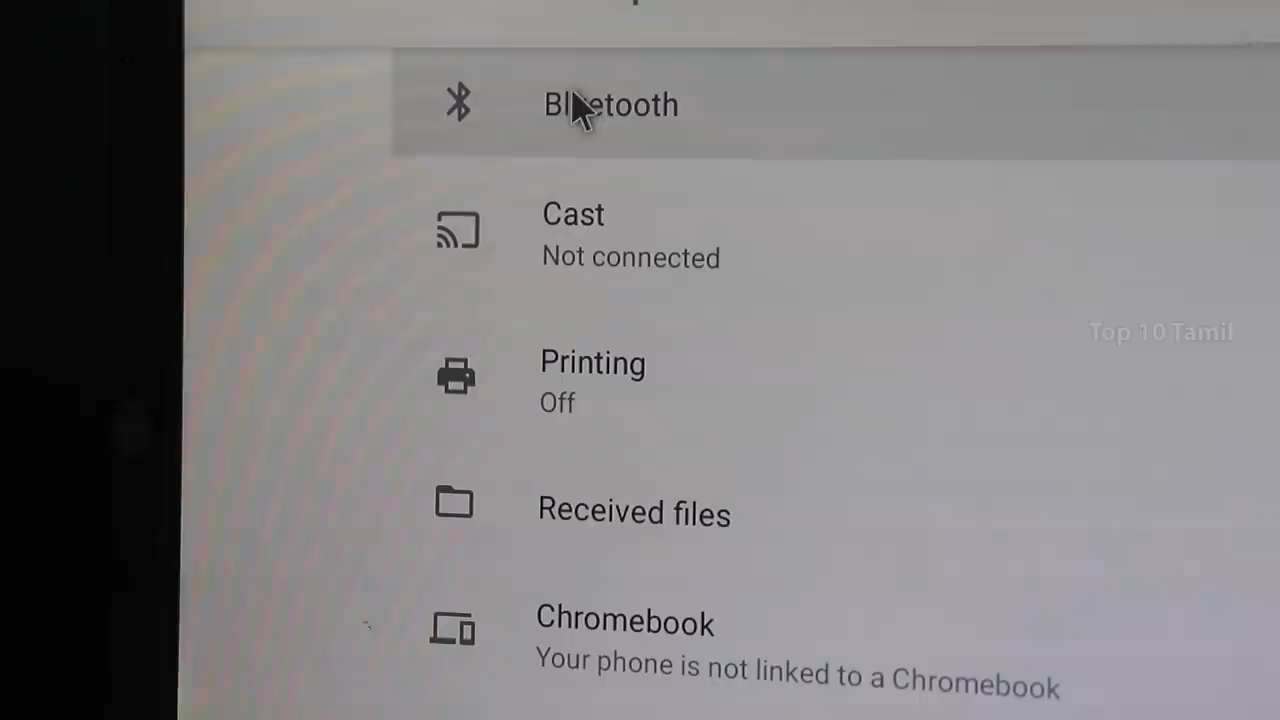 Bluetooth
Cast
Not connected
Top 10 Tamil
Printing
Off
Received files
Chromebook
Your phone is not linked to a Chromebook